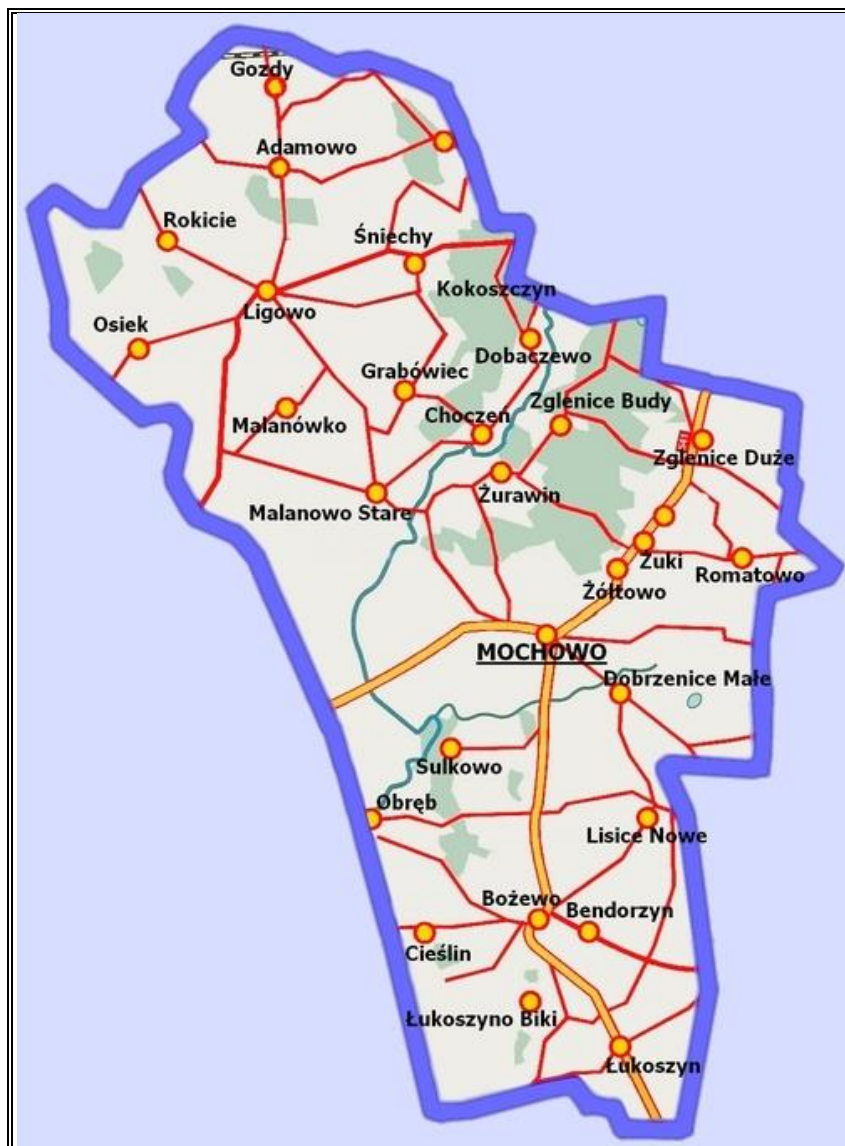 Gozdy
Adamowo
Rokicie
Śniechy
Kokoszczyn
Ligowo
Osiek
Dobaczewo
Grabówiec
Zglenice Budy
Malanówko
Choczeń
Zglenice Duże
Żurawin
Malanowo Stare
Żuki
Romatowo
Żółtowo
MOCHOWO
Dobrzenice Małe
Sulkowo
Obręb
Lisice Nowe
Bożewo
Bendorzyn
Cieślin
Łukoszyno Biki
Łukoszyn